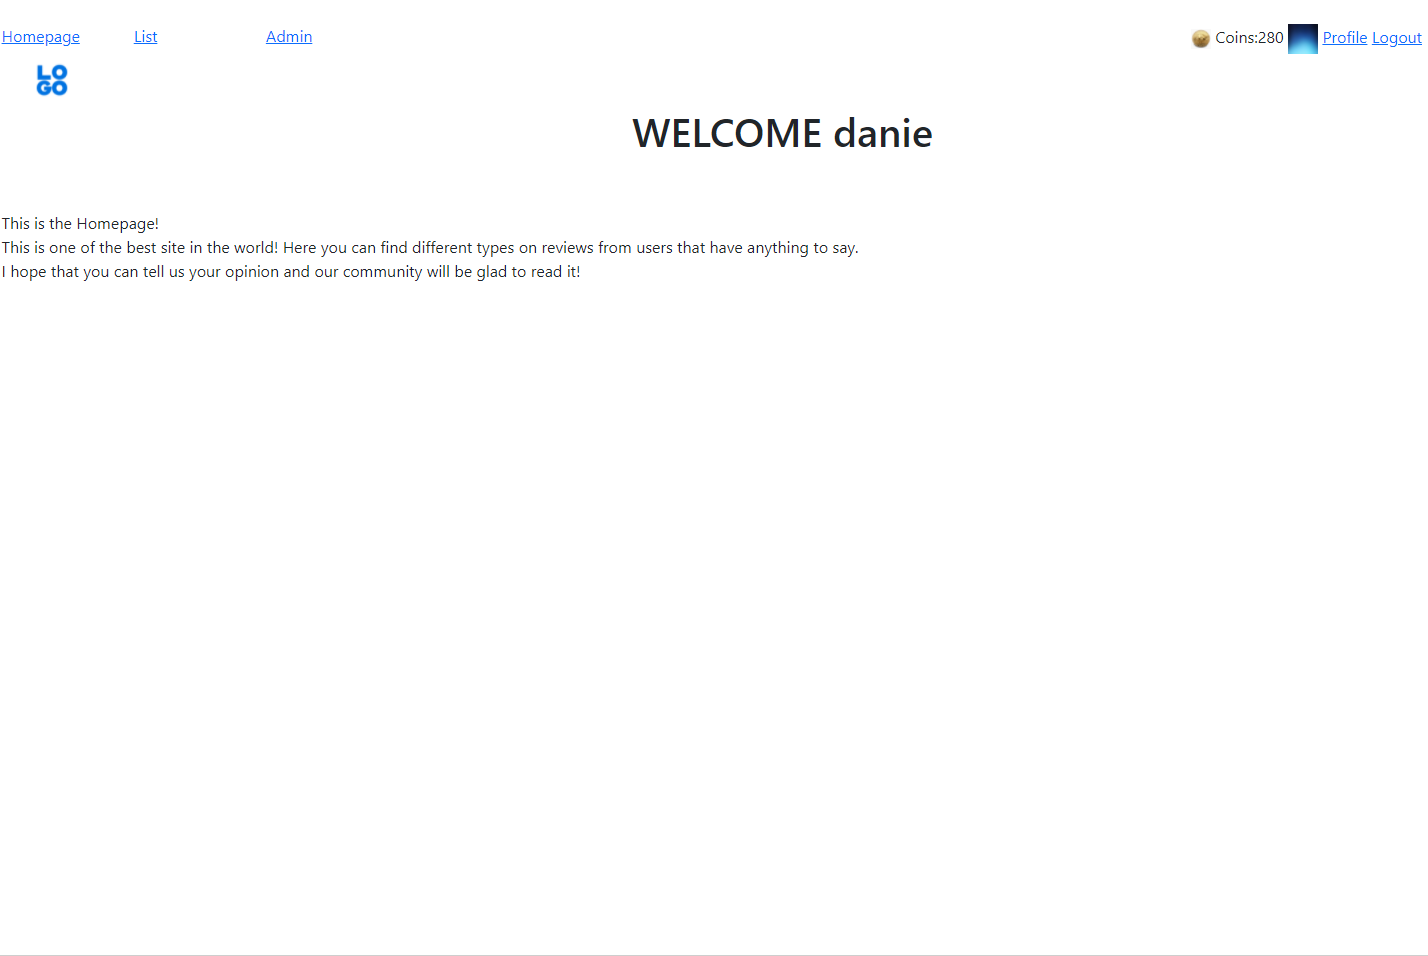 Homepage List Admin Coins:280 Profile Logout
LO
GO
WELCOME danie
This is the Homepage!
This is one of the best site in the world! Here you can find different types on reviews from users that have anything to say.
I hope that you can tell us your opinion and our community will be glad to read it!